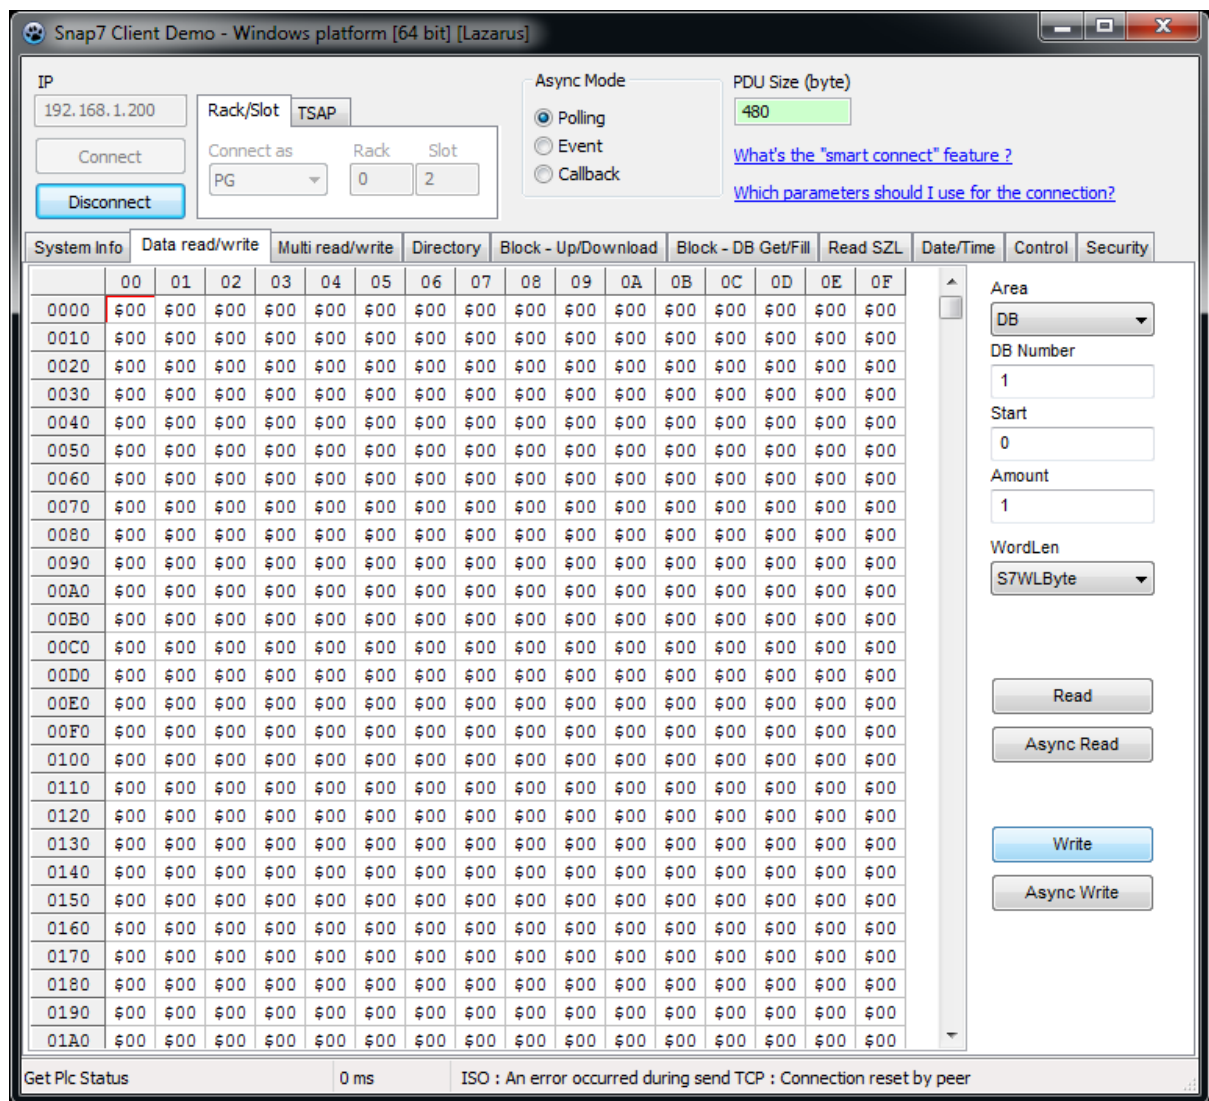 Snap7 Client Demo - Windows platform [64 bit] [Lazarus]
IP
192.168.1.200
Connect
Disconnect
Rack/Slot TSAP
Connect as Rack Slot
PG 0 2
Async Mode
Polling
Event
Callback
PDU Size (byte)
480
What's the "smart connect" feature ?
Which parameters should I use for the connection?
System Info Data read/write Multi read/write Directory Block - Up/Download Block - DB Get/Fill Read SZL Date/Time Control Security
00 01 02 03 04 05 06 07 08 09 0A 0B 0C 0D 0E 0F
0000 $00 $00 $00 $00 $00 $00 $00 $00 $00 $00 $00 $00 $00 $00 $00 $00
0010 $00 $00 $00 $00 $00 $00 $00 $00 $00 $00 $00 $00 $00 $00 $00 $00
0020 $00 $00 $00 $00 $00 $00 $00 $00 $00 $00 $00 $00 $00 $00 $00 $00
0030 $00 $00 $00 $00 $00 $00 $00 $00 $00 $00 $00 $00 $00 $00 $00 $00
0040 $00 $00 $00 $00 $00 $00 $00 $00 $00 $00 $00 $00 $00 $00 $00 $00
0050 $00 $00 $00 $00 $00 $00 $00 $00 $00 $00 $00 $00 $00 $00 $00 $00
0060 $00 $00 $00 $00 $00 $00 $00 $00 $00 $00 $00 $00 $00 $00 $00 $00
0070 $00 $00 $00 $00 $00 $00 $00 $00 $00 $00 $00 $00 $00 $00 $00 $00
0080 $00 $00 $00 $00 $00 $00 $00 $00 $00 $00 $00 $00 $00 $00 $00 $00
0090 $00 $00 $00 $00 $00 $00 $00 $00 $00 $00 $00 $00 $00 $00 $00 $00
00A0 $00 $00 $00 $00 $00 $00 $00 $00 $00 $00 $00 $00 $00 $00 $00 $00
00B0 $00 $00 $00 $00 $00 $00 $00 $00 $00 $00 $00 $00 $00 $00 $00 $00
00C0 $00 $00 $00 $00 $00 $00 $00 $00 $00 $00 $00 $00 $00 $00 $00 $00
00D0 $00 $00 $00 $00 $00 $00 $00 $00 $00 $00 $00 $00 $00 $00 $00 $00
00E0 $00 $00 $00 $00 $00 $00 $00 $00 $00 $00 $00 $00 $00 $00 $00 $00
00F0 $00 $00 $00 $00 $00 $00 $00 $00 $00 $00 $00 $00 $00 $00 $00 $00
0100 $00 $00 $00 $00 $00 $00 $00 $00 $00 $00 $00 $00 $00 $00 $00 $00
0110 $00 $00 $00 $00 $00 $00 $00 $00 $00 $00 $00 $00 $00 $00 $00 $00
0120 $00 $00 $00 $00 $00 $00 $00 $00 $00 $00 $00 $00 $00 $00 $00 $00
0130 $00 $00 $00 $00 $00 $00 $00 $00 $00 $00 $00 $00 $00 $00 $00 $00
0140 $00 $00 $00 $00 $00 $00 $00 $00 $00 $00 $00 $00 $00 $00 $00 $00
0150 $00 $00 $00 $00 $00 $00 $00 $00 $00 $00 $00 $00 $00 $00 $00 $00
0160 $00 $00 $00 $00 $00 $00 $00 $00 $00 $00 $00 $00 $00 $00 $00 $00
0170 $00 $00 $00 $00 $00 $00 $00 $00 $00 $00 $00 $00 $00 $00 $00 $00
0180 $00 $00 $00 $00 $00 $00 $00 $00 $00 $00 $00 $00 $00 $00 $00 $00
0190 $00 $00 $00 $00 $00 $00 $00 $00 $00 $00 $00 $00 $00 $00 $00 $00
01A0 $00 $00 $00 $00 $00 $00 $00 $00 $00 $00 $00 $00 $00 $00 $00 $00
Area
DB
DB Number
1
Start
0
Amount
1
WordLen
S7WLByte
Read
Async Read
Write
Async Write
Get Plc Status 0 ms ISO : An error occurred during send TCP : Connection reset by peer